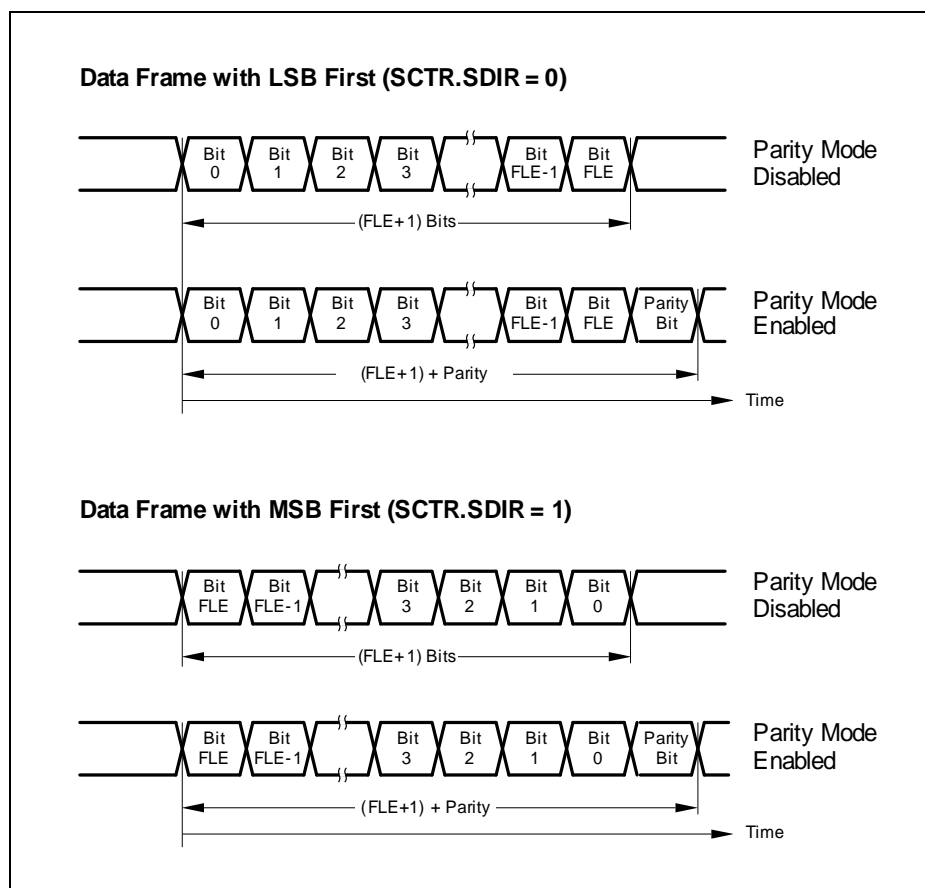 Data Frame with LSB First (SCTR.SDIR = 0)
Bit 0 Bit 1 Bit 2 Bit 3 Bit FLE-1 Bit FLE
Parity Mode
Disabled
(FLE+1) Bits
Bit 0 Bit 1 Bit 2 Bit 3 Bit FLE-1 Bit FLE Parity Bit
Parity Mode
Enabled
(FLE+1) + Parity
Time
Data Frame with MSB First (SCTR.SDIR = 1)
Bit FLE Bit FLE-1 Bit 3 Bit 2 Bit 1 Bit 0
Parity Mode
Disabled
(FLE+1) Bits
Bit FLE Bit FLE-1 Bit 3 Bit 2 Bit 1 Bit 0 Parity Bit
Parity Mode
Enabled
(FLE+1) + Parity
Time